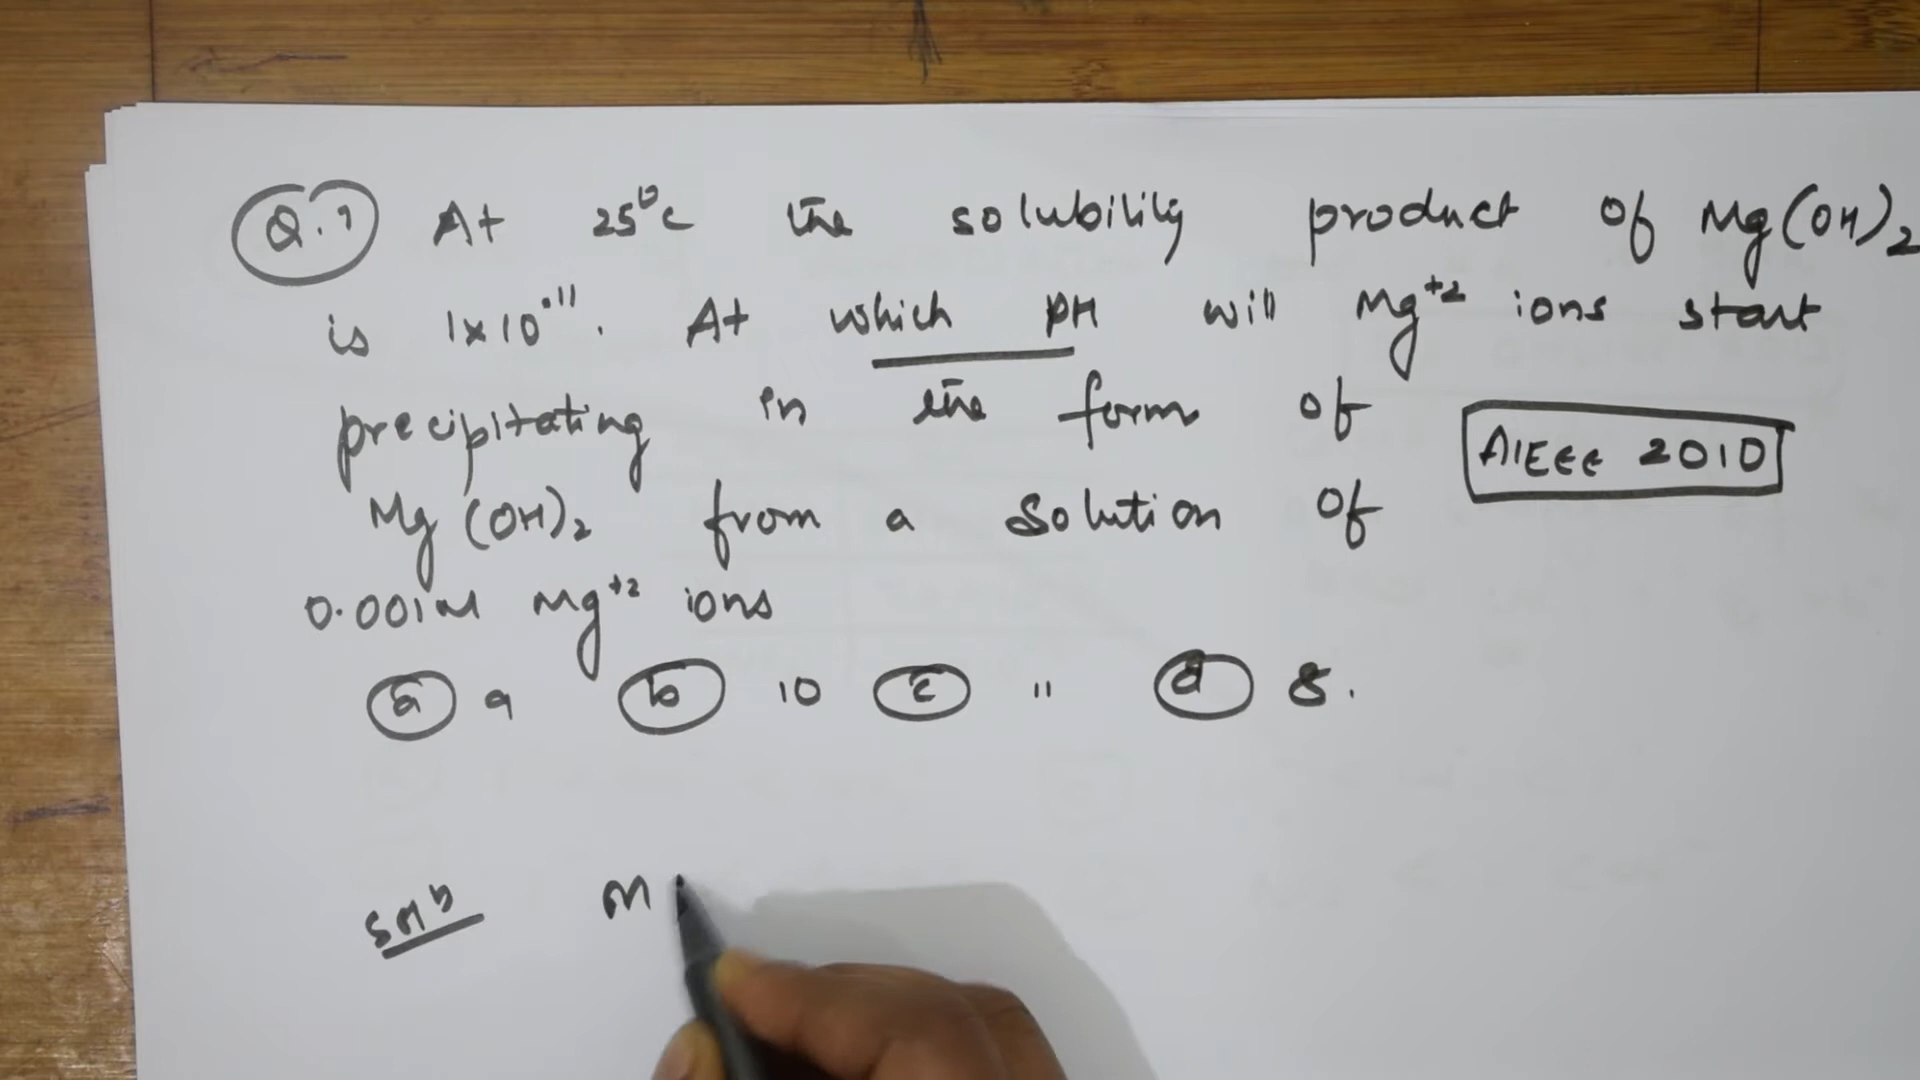 Q.1 At 25°C the solubility product of Mg(OH)₂
is 1×10⁻¹¹. At which pH will Mg⁺² ions start
precipitating in the form of
AIEEE 2010
Mg(OH)₂ from a solution of
0.001M Mg⁺² ions
(a) 9 (b) 10 (c) 11 (d) 8.
Solⁿ M